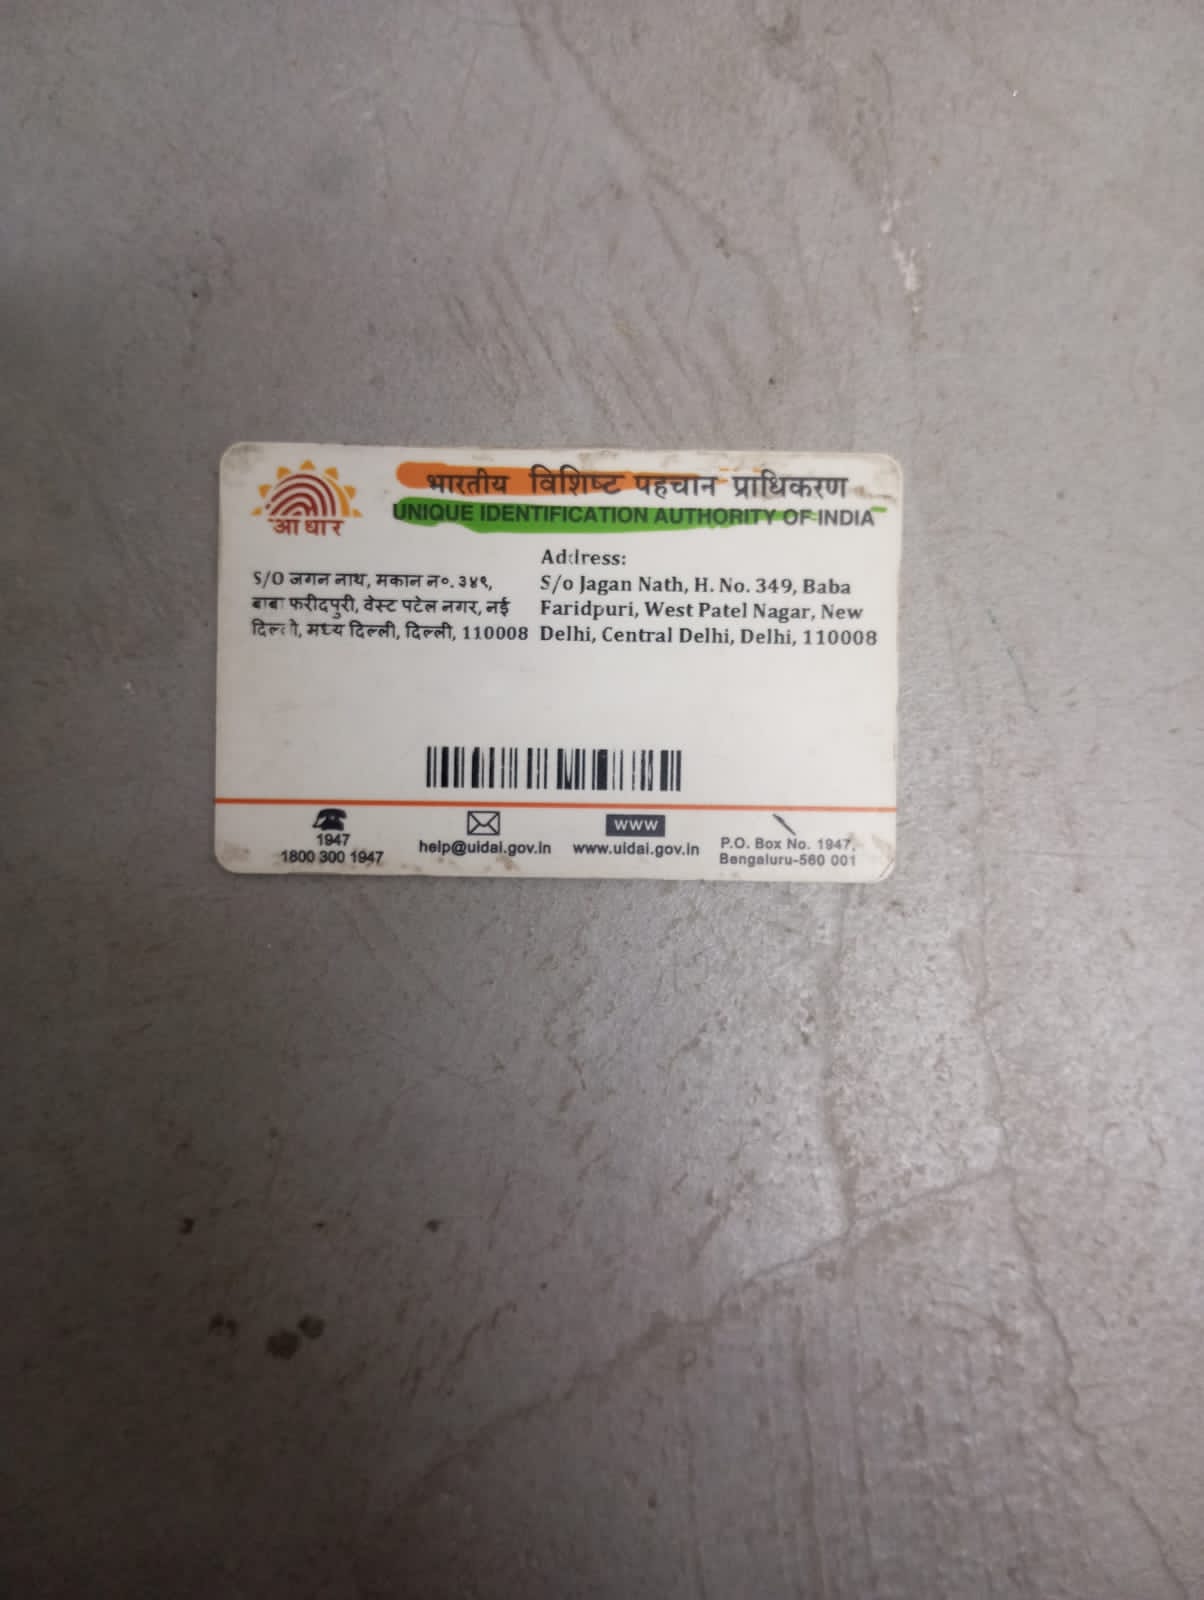 भारतीय विशिष्ट पहचान प्राधिकरण
UNIQUE IDENTIFICATION AUTHORITY OF INDIA
आधार
S/O जगन नाथ, मकान न०. ३४९,
बाबा फरीदपुरी, वेस्ट पटेल नगर, नई
दिल्ली, मध्य दिल्ली, दिल्ली, 110008
Address:
S/o Jagan Nath, H. No. 349, Baba
Faridpuri, West Patel Nagar, New
Delhi, Central Delhi, Delhi, 110008
1947
1800 300 1947
help@uidai.gov.in
www
www.uidai.gov.in
P.O. Box No. 1947,
Bengaluru-560 001